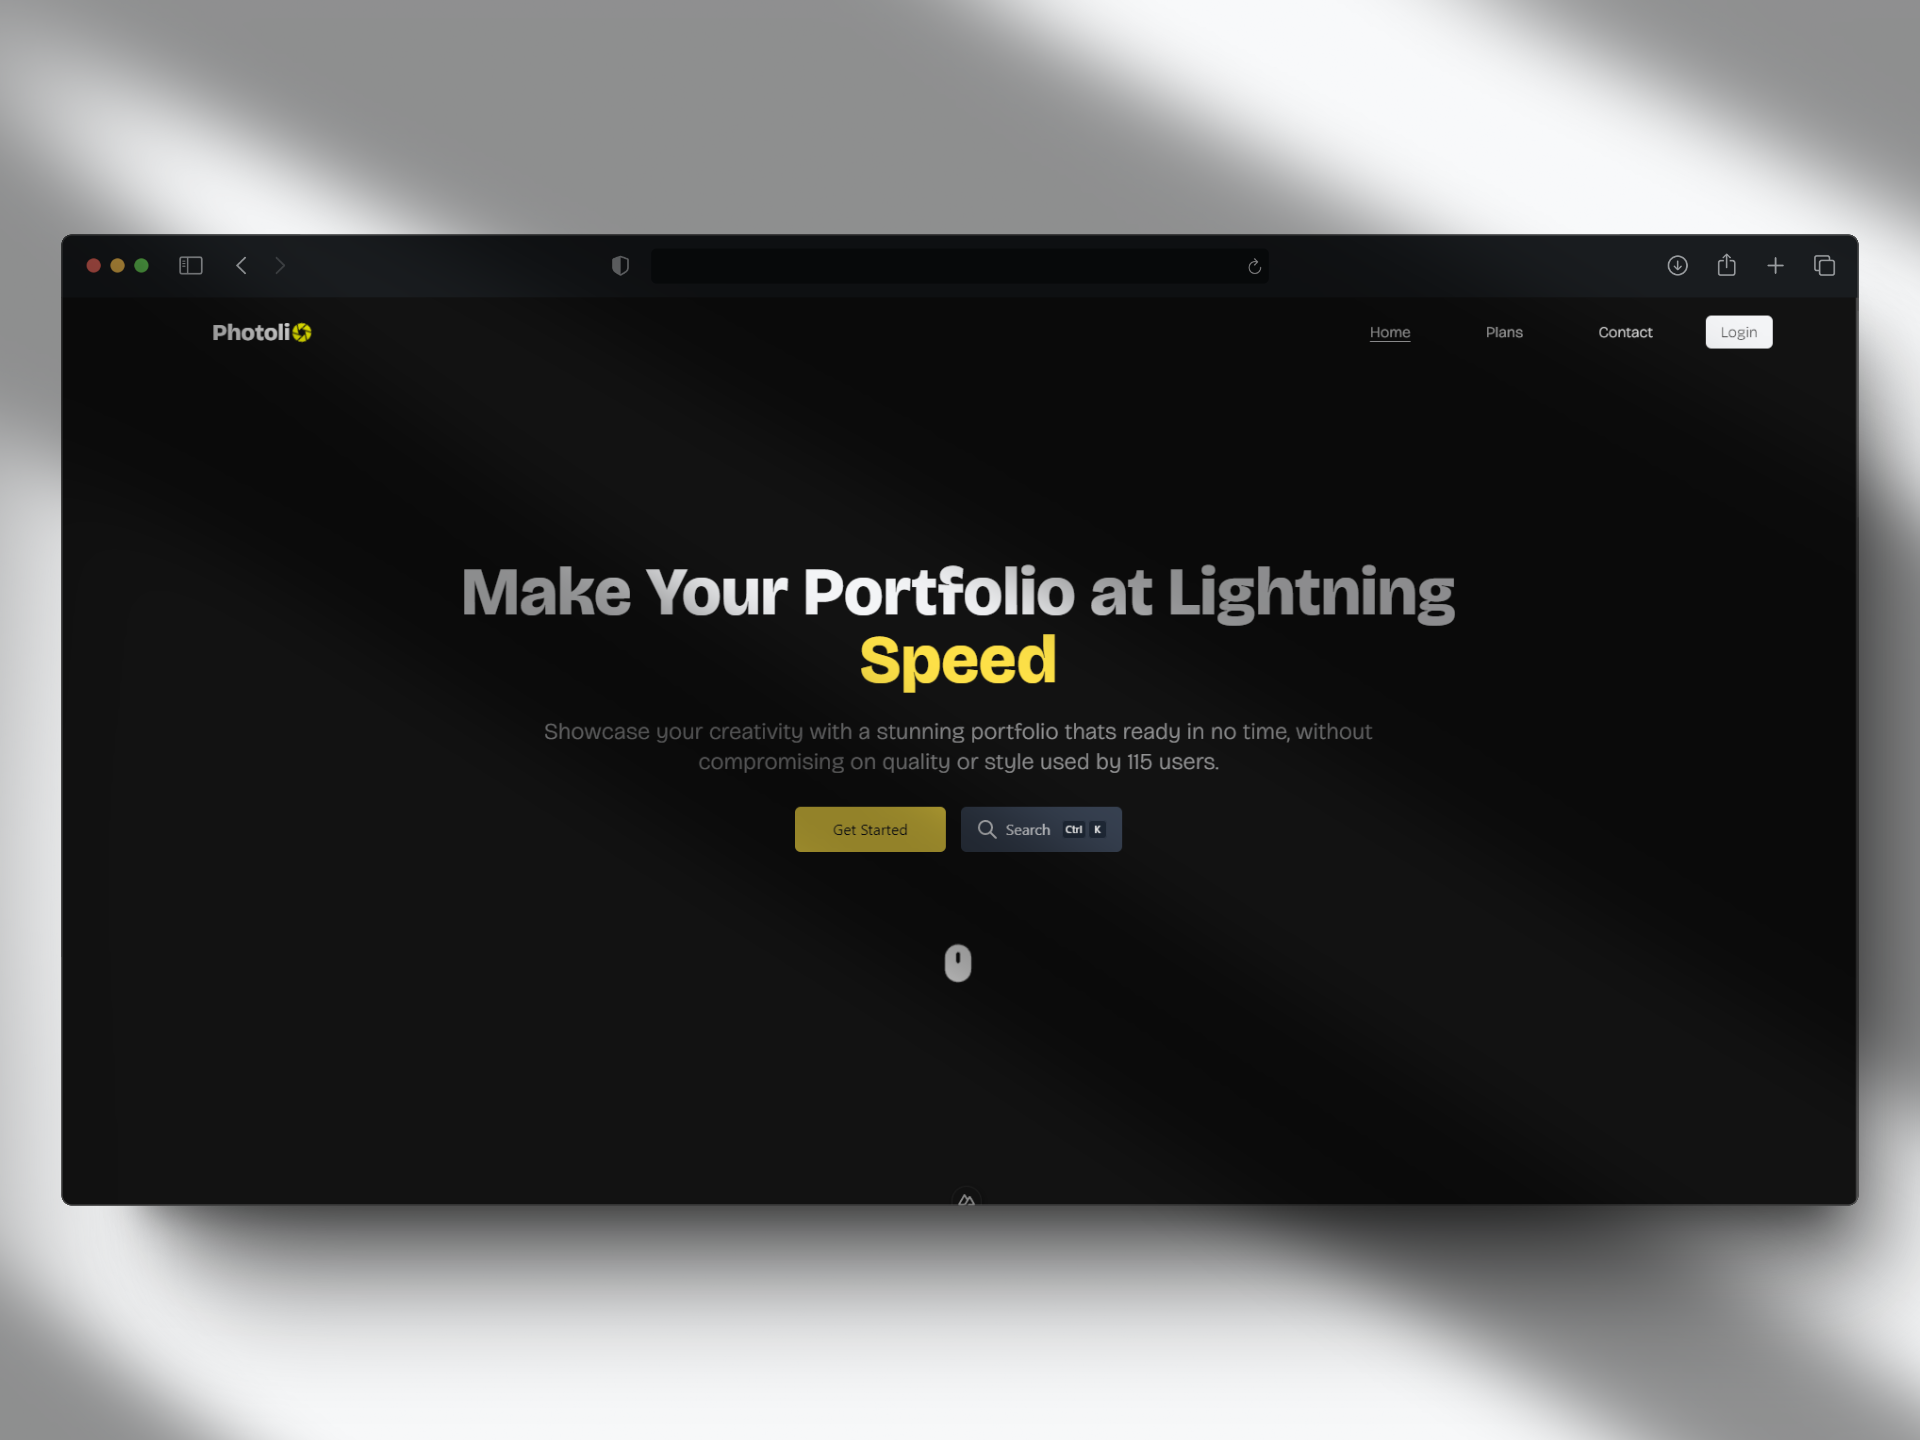 Photolio
Home Plans Contact Login
Make Your Portfolio at Lightning
Speed
Showcase your creativity with a stunning portfolio thats ready in no time, without
compromising on quality or style used by 115 users.
Get Started
Search Ctrl K